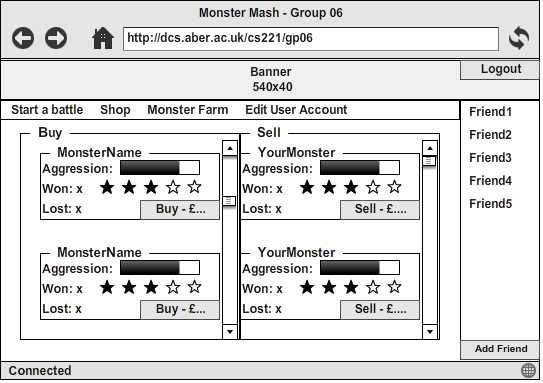 Monster Mash - Group 06
http://dcs.aber.ac.uk/cs221/gp06
Banner
540x40
Logout
Start a battle Shop Monster Farm Edit User Account
Buy
MonsterName
Aggression:
Won: x
Lost: x
Buy - £...
MonsterName
Aggression:
Won: x
Lost: x
Buy - £...
Sell
YourMonster
Aggression:
Won: x
Lost: x
Sell - £....
YourMonster
Aggression:
Won: x
Lost: x
Sell - £....
Friend1
Friend2
Friend3
Friend4
Friend5
Add Friend
Connected